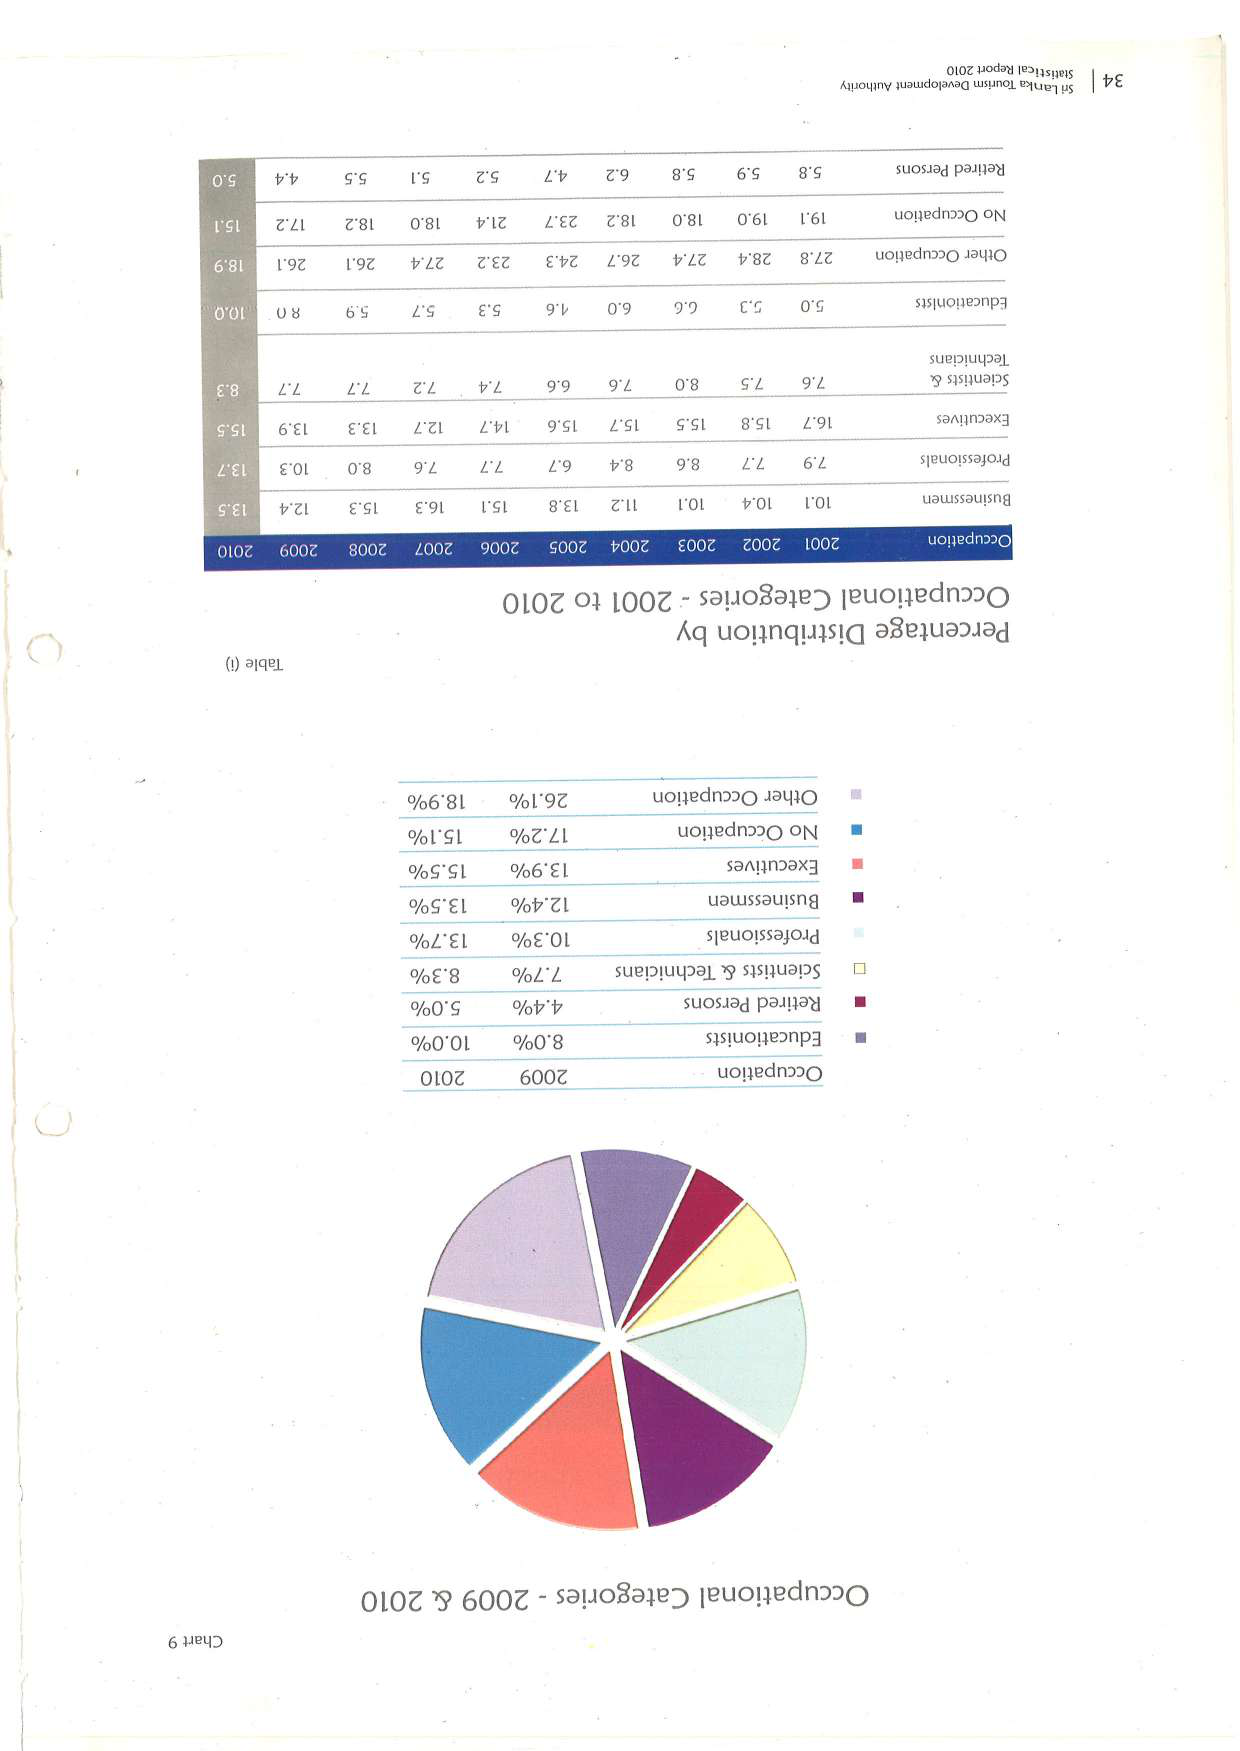 Chart 9
Occupational Categories - 2009 & 2010
Occupation 2009 2010
Educationists 8.0% 10.0%
Retired Persons 4.4% 5.0%
Scientists & Technicians 7.7% 8.3%
Professionals 10.3% 13.7%
Businessmen 12.4% 13.5%
Executives 13.9% 15.5%
No Occupation 17.2% 15.1%
Other Occupation 26.1% 18.9%
Table (i)
Percentage Distribution by
Occupational Categories - 2001 to 2010
Occupation 2001 2002 2003 2004 2005 2006 2007 2008 2009 2010
Businessmen 10.1 10.4 10.1 11.2 13.8 15.1 16.3 15.3 12.4 13.5
Professionals 7.9 7.7 8.6 8.4 6.7 7.7 7.6 8.0 10.3 13.7
Executives 16.7 15.8 15.5 15.7 15.6 14.7 12.7 13.3 13.9 15.5
Scientists &
Technicians 7.6 7.5 8.0 7.6 6.6 7.4 7.2 7.7 7.7 8.3
Educationists 5.0 5.3 6.6 6.0 4.6 5.3 5.7 5.9 8.0 10.0
Other Occupation 27.8 28.4 27.4 26.7 24.3 23.2 27.4 26.1 26.1 18.9
No Occupation 19.1 19.0 18.0 18.2 23.7 21.4 18.0 18.2 17.2 15.1
Retired Persons 5.8 5.9 5.8 6.2 4.7 5.2 5.1 5.5 4.4 5.0
34
Sri Lanka Tourism Development Authority
Statistical Report 2010